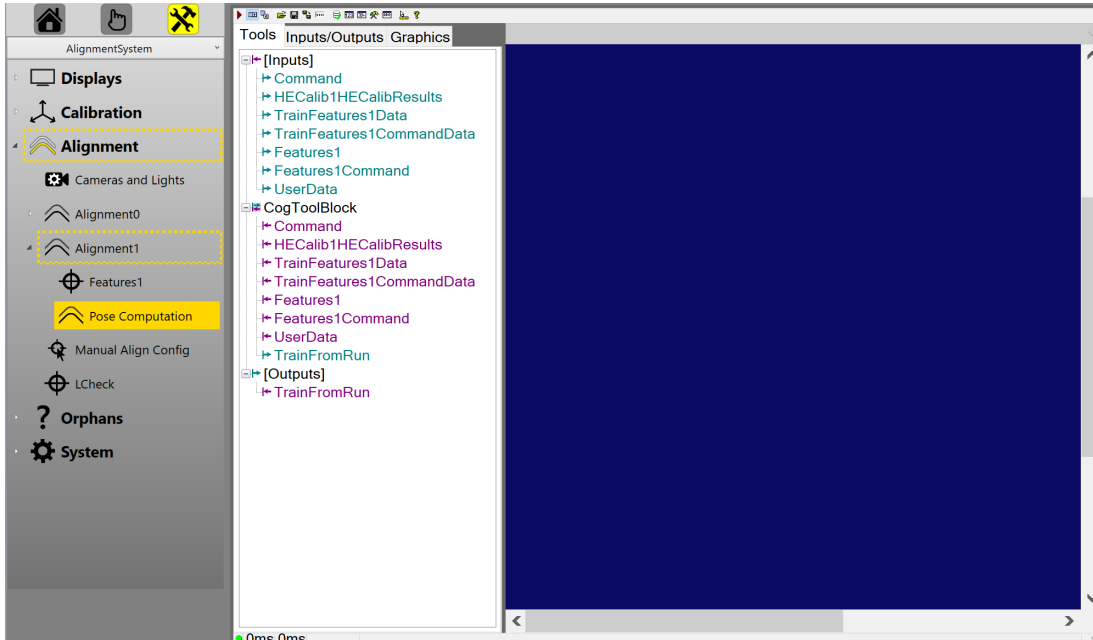 AlignmentSystem
Displays
Calibration
Alignment
Cameras and Lights
Alignment0
Alignment1
Features1
Pose Computation
Manual Align Config
LCheck
Orphans
System
Tools Inputs/Outputs Graphics
[Inputs]
Command
HECalib1HECalibResults
TrainFeatures1Data
TrainFeatures1CommandData
Features1
Features1Command
UserData
CogToolBlock
Command
HECalib1HECalibResults
TrainFeatures1Data
TrainFeatures1CommandData
Features1
Features1Command
UserData
TrainFromRun
[Outputs]
TrainFromRun
0ms 0ms